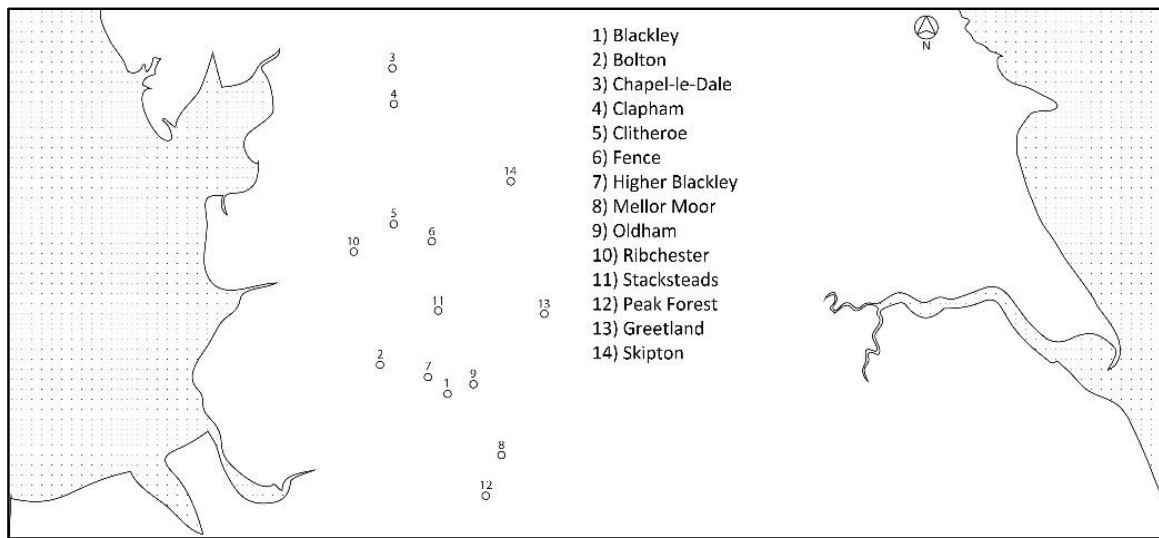 N
1) Blackley
2) Bolton
3) Chapel-le-Dale
4) Clapham
5) Clitheroe
6) Fence
7) Higher Blackley
8) Mellor Moor
9) Oldham
10) Ribchester
11) Stacksteads
12) Peak Forest
13) Greetland
14) Skipton
3
4
14
5
6
10
11
13
2
7
9
1
8
12